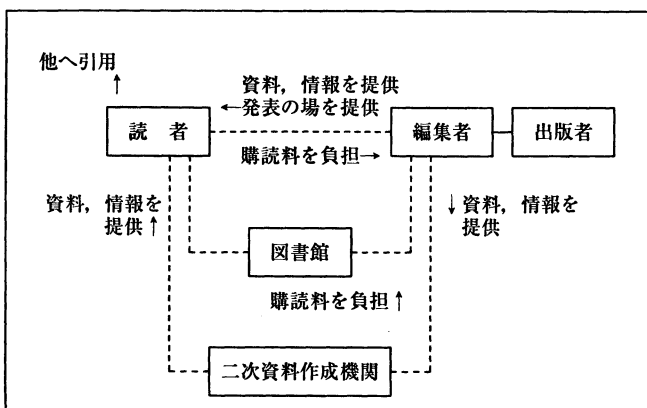 他へ引用
↑
資料，情報を提供
←発表の場を提供
読　者
編集者
出版者
購読料を負担→
資料，情報を
提供↑
↓資料，情報を
提供
図書館
購読料を負担↑
二次資料作成機関